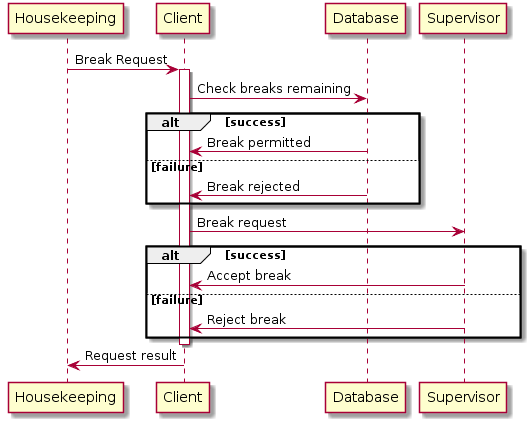 Housekeeping Client Database Supervisor
Break Request
Check breaks remaining
alt [success]
Break permitted
[failure]
Break rejected
Break request
alt [success]
Accept break
[failure]
Reject break
Request result
Housekeeping Client Database Supervisor